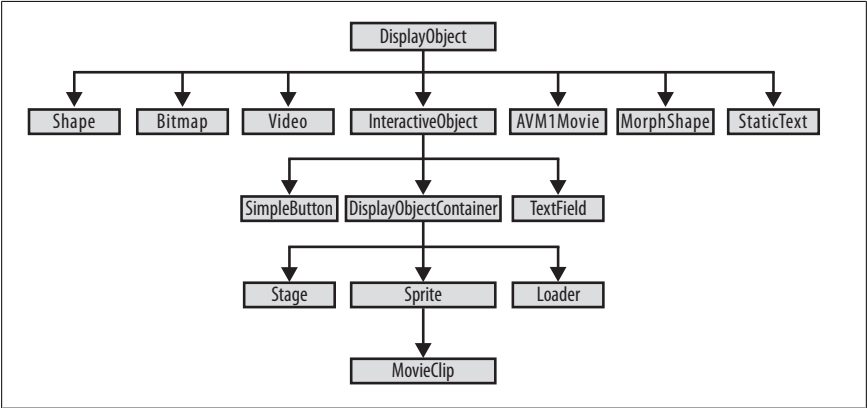 DisplayObject
Shape Bitmap Video InteractiveObject AVM1Movie MorphShape StaticText
SimpleButton DisplayObjectContainer TextField
Stage Sprite Loader
MovieClip